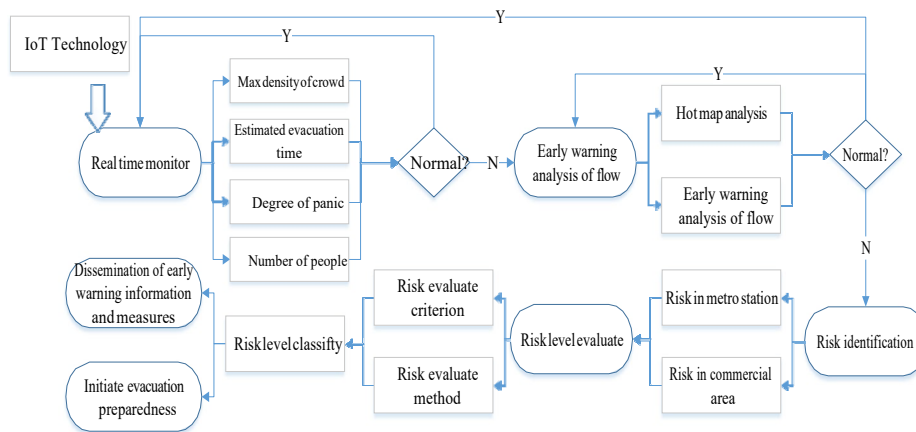 Y
IoT Technology
Y
Y
Max density of crowd
Hot map analysis
Estimated evacuation
time
Real time monitor
Normal?
N
Early warning
analysis of flow
Normal?
Degree of panic
Early warning
analysis of flow
Number of people
N
Dissemination of early
warning information
and measures
Risk evaluate
criterion
Risk in metro station
Risk level classifty
Risk level evaluate
Risk identification
Initiate evacuation
preparedness
Risk evaluate
method
Risk in commercial
area